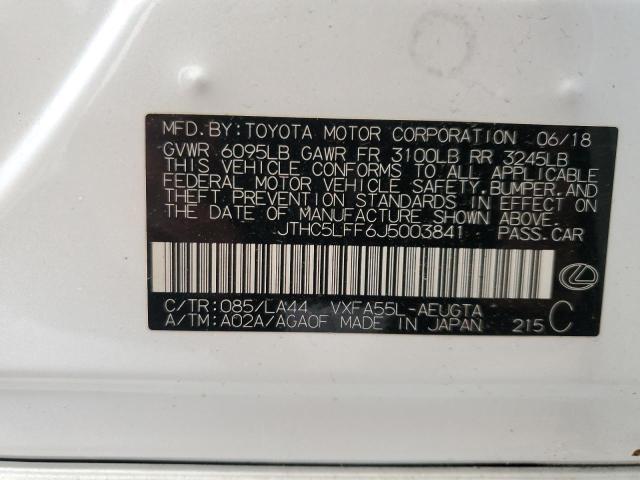 MFD. BY: TOYOTA MOTOR CORPORATION 06/18
GVWR 6095LB GAWR FR 3100LB RR 3245LB
THIS VEHICLE CONFORMS TO ALL APPLICABLE
FEDERAL MOTOR VEHICLE SAFETY, BUMPER, AND
THEFT PREVENTION STANDARDS IN EFFECT ON
THE DATE OF MANUFACTURE SHOWN ABOVE.
JTHC5LFF6J5003841 PASS. CAR
C/TR: 085/LA44 VXFA55L-AEUGTA
A/TM: A02A/AGA0F MADE IN JAPAN 215 C